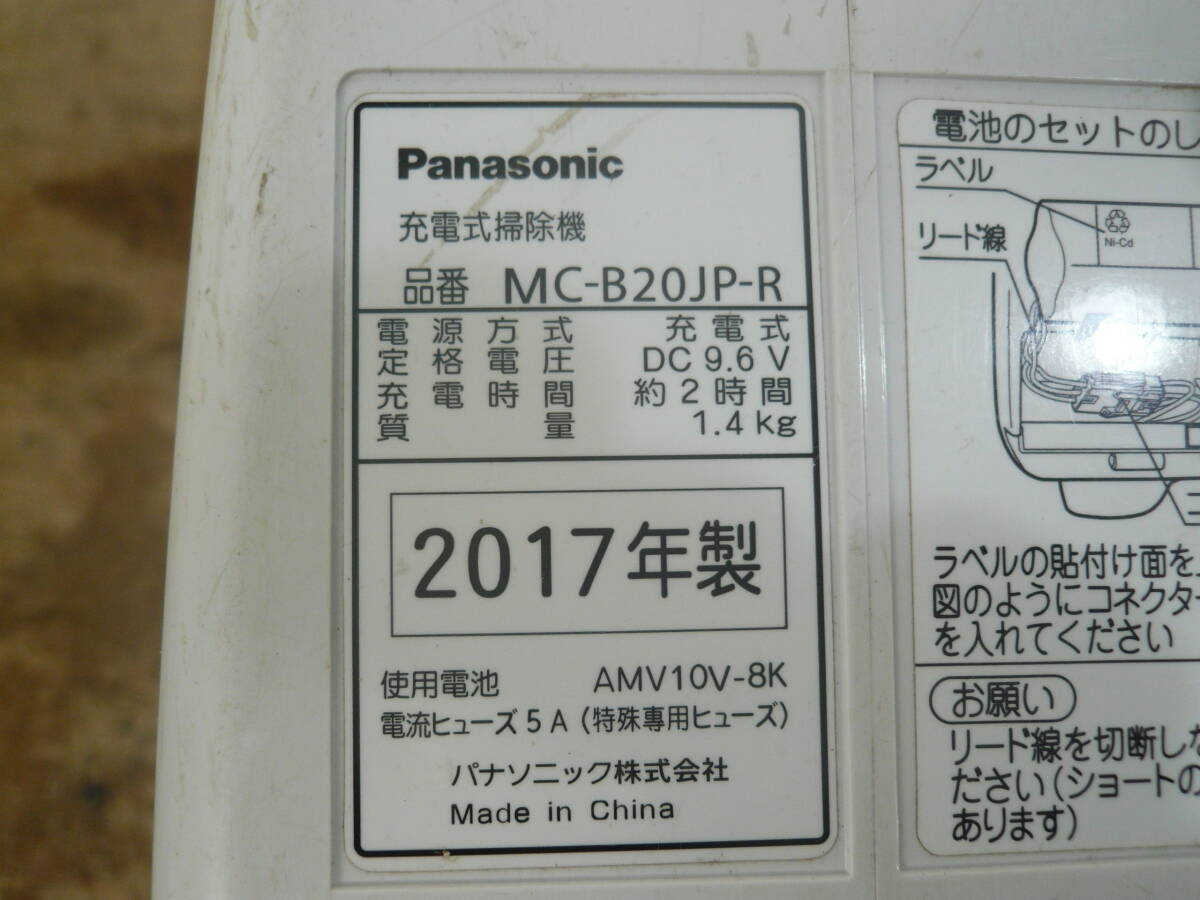 Panasonic
充電式掃除機
品番 MC-B20JP-R
電源方式 充電式
定格電圧 DC 9.6 V
充電時間 約2時間
質量 1.4 kg
2017年製
使用電池 AMV10V-8K
電流ヒューズ 5 A (特殊専用ヒューズ)
パナソニック株式会社
Made in China
電池のセットのし
ラベル
リード線
Ni-Cd
ラベルの貼付け面を
図のようにコネクター
を入れてください
お願い
リード線を切断しな
ださい(ショートの
あります)